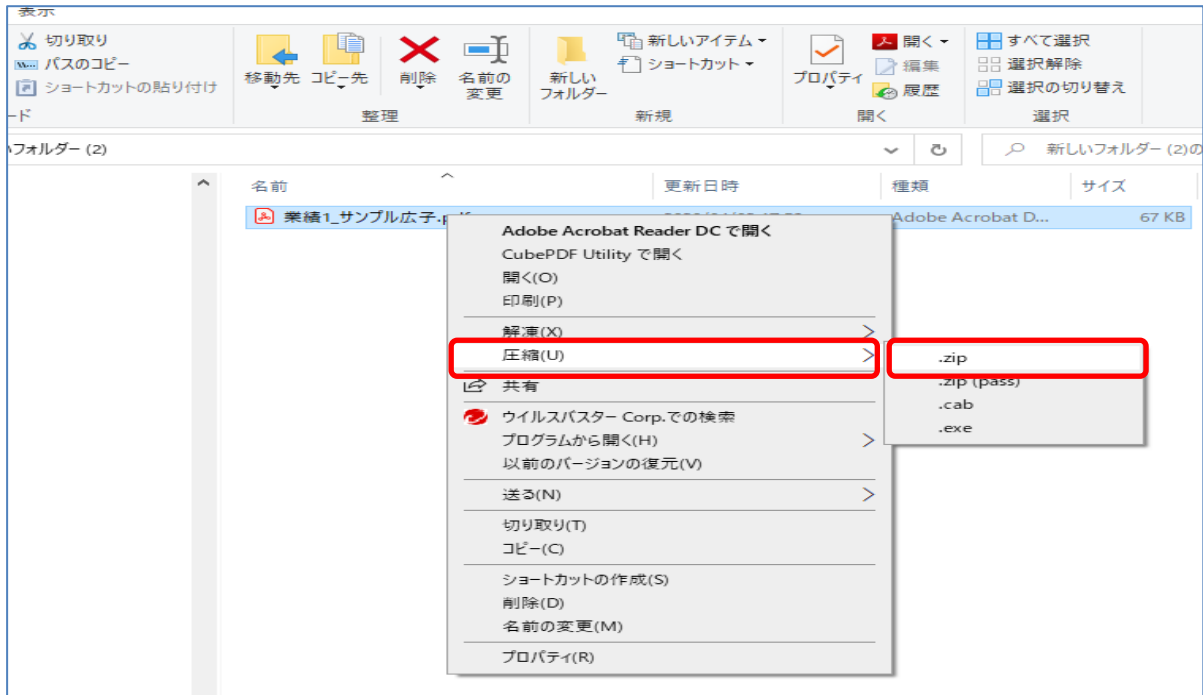 表示
切り取り
パスのコピー
ショートカットの貼り付け
移動先
コピー先
削除
名前の
変更
整理
新しい
フォルダー
新しいアイテム
ショートカット
新規
プロパティ
開く
編集
履歴
開く
すべて選択
選択解除
選択の切り替え
選択
フォルダー (2)
新しいフォルダー (2)の
名前
更新日時
種類
サイズ
業績1_サンプル広子
Adobe Acrobat D...
67 KB
Adobe Acrobat Reader DC で開く
CubePDF Utility で開く
開く(O)
印刷(P)
解凍(X)
圧縮(U)
共有
ウイルスバスター Corp.での検索
プログラムから開く(H)
以前のバージョンの復元(V)
送る(N)
切り取り(T)
コピー(C)
ショートカットの作成(S)
削除(D)
名前の変更(M)
プロパティ(R)
.zip
.zip (pass)
.cab
.exe